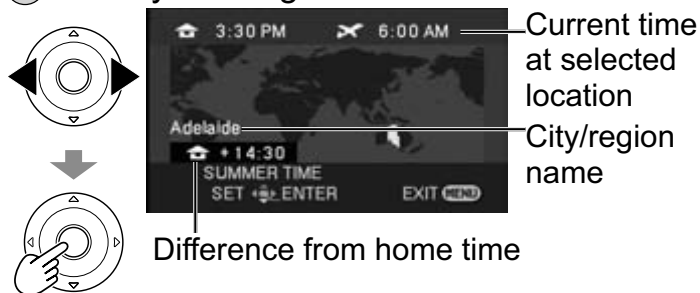 3:30 PM 6:00 AM
Current time
at selected
location
Adelaide
City/region
name
+14:30
SUMMER TIME
SET ENTER EXIT MENU
Difference from home time